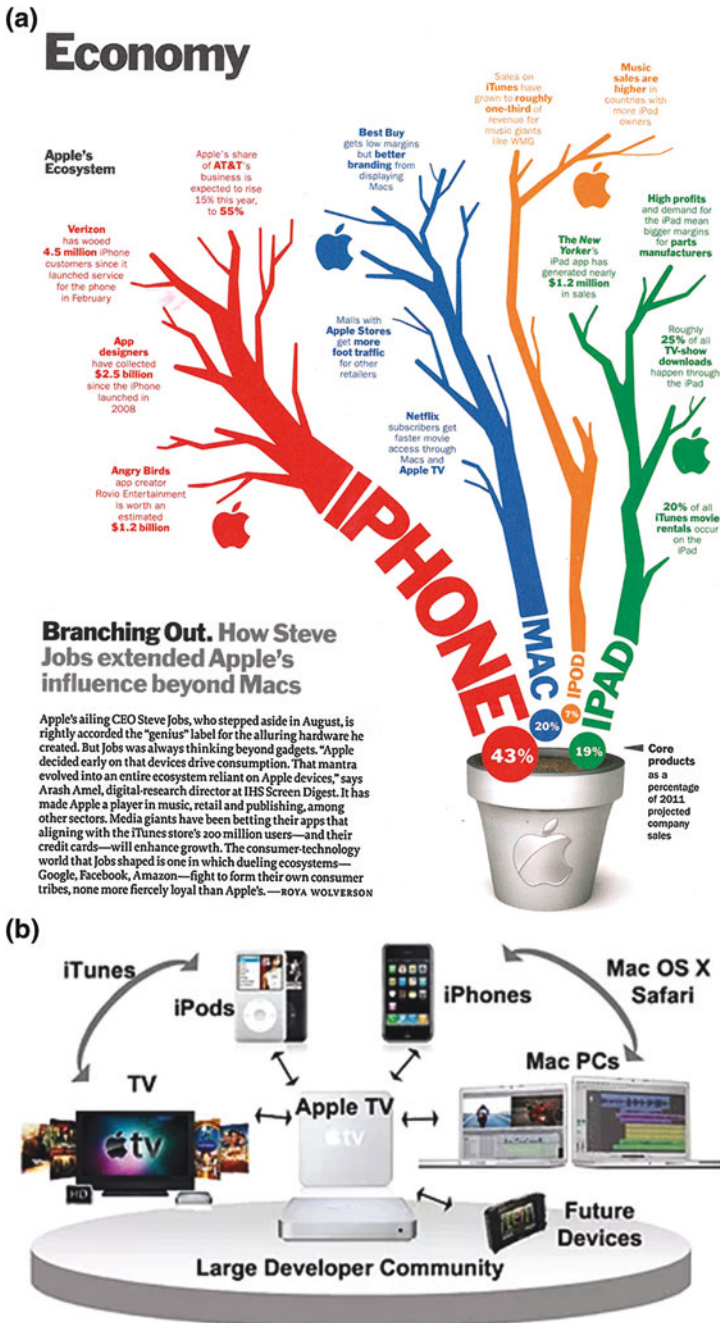 (a)
Economy
Apple's
Ecosystem
Verizon
has wooed
4.5 million iPhone
customers since it
launched service
for the phone
in February
Apple's share
of AT&T's
business is
expected to rise
15% this year,
to 55%
App
designers
have collected
$2.5 billion
since the iPhone
launched in
2008
Angry Birds
app creator
Rovio Entertainment
is worth an
estimated
$1.2 billion
Best Buy
gets low margins
but better
branding from
displaying
Macs
Malls with
Apple Stores
get more
foot traffic
for other
retailers
Netflix
subscribers get
faster movie
access through
Macs and
Apple TV
Sales on
iTunes have
grown to roughly
one-third of
revenue for
music giants
like WMG
Music
sales are
higher in
countries with
more iPod
owners
The New
Yorker's
iPad app has
generated nearly
$1.2 million
in sales
High profits
and demand for
the iPad mean
bigger margins
for parts
manufacturers
Roughly
25% of all
TV-show
downloads
happen through
the iPad
20% of all
iTunes movie
rentals occur
on the
iPad
IPHONE
MAC
IPOD
IPAD
43%
20%
7%
19%
Core
products
as a
percentage
of 2011
projected
company
sales
Branching Out. How Steve
Jobs extended Apple's
influence beyond Macs
Apple's ailing CEO Steve Jobs, who stepped aside in August, is
rightly accorded the "genius" label for the alluring hardware he
created. But Jobs was always thinking beyond gadgets. "Apple
decided early on that devices drive consumption. That mantra
evolved into an entire ecosystem reliant on Apple devices," says
Arash Amel, digital-research director at IHS Screen Digest. It has
made Apple a player in music, retail and publishing, among
other sectors. Media giants have been betting their apps that
aligning with the iTunes store's 200 million users—and their
credit cards—will enhance growth. The consumer-technology
world that Jobs shaped is one in which dueling ecosystems—
Google, Facebook, Amazon—fight to form their own consumer
tribes, none more fiercely loyal than Apple's. —ROYA WOLVERSON
(b)
iTunes
iPods
iPhones
Mac OS X
Safari
TV
Apple TV
Mac PCs
tv
tv
HD
Future
Devices
Large Developer Community